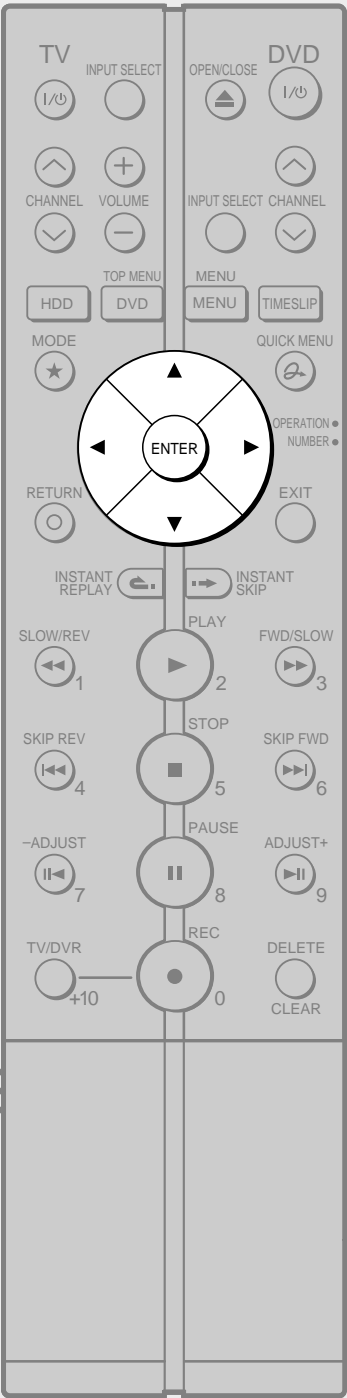 TV DVD
INPUT SELECT OPEN/CLOSE
I/⏻ I/⏻
CHANNEL VOLUME INPUT SELECT CHANNEL
TOP MENU MENU
HDD DVD MENU TIMESLIP
MODE QUICK MENU
OPERATION
ENTER NUMBER
RETURN EXIT
INSTANT REPLAY INSTANT SKIP
SLOW/REV PLAY FWD/SLOW
1 2 3
SKIP REV STOP SKIP FWD
4 5 6
−ADJUST PAUSE ADJUST+
7 8 9
TV/DVR REC DELETE
+10 0 CLEAR